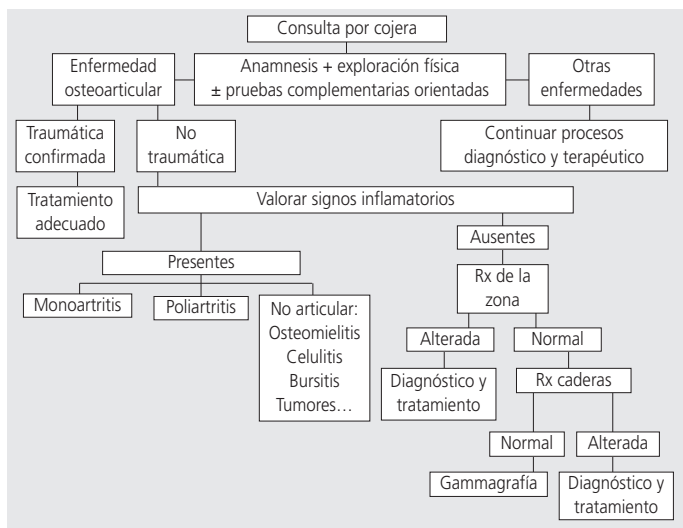 Consulta por cojera
Enfermedad
osteoarticular
Anamnesis + exploración física
± pruebas complementarias orientadas
Otras
enfermedades
Traumática
confirmada
No
traumática
Continuar procesos
diagnóstico y terapéutico
Tratamiento
adecuado
Valorar signos inflamatorios
Ausentes
Presentes
Rx de la
zona
Monoartritis
Poliartritis
No articular:
Osteomielitis
Celulitis
Bursitis
Tumores...
Alterada
Normal
Diagnóstico y
tratamiento
Rx caderas
Normal
Alterada
Gammagrafía
Diagnóstico y
tratamiento